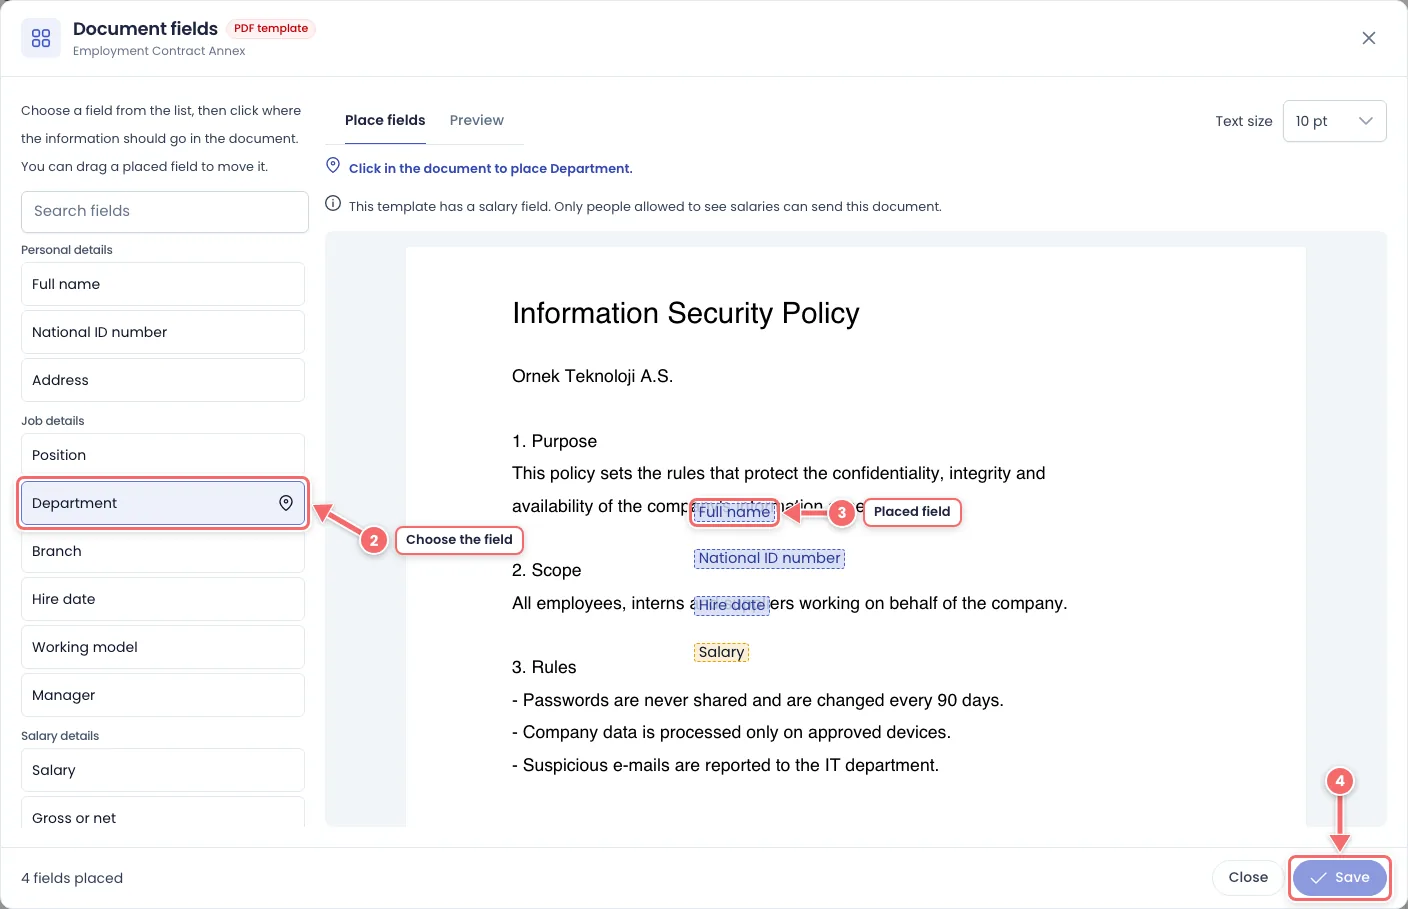 Document fields PDF template
Employment Contract Annex
Choose a field from the list, then click where
the information should go in the document.
You can drag a placed field to move it.
Search fields
Personal details
Full name
National ID number
Address
Job details
Position
Department
Branch
Hire date
Working model
Manager
Salary details
Salary
Gross or net
4 fields placed
2 Choose the field
Place fields Preview
Text size 10 pt
Click in the document to place Department.
This template has a salary field. Only people allowed to see salaries can send this document.
Information Security Policy
Ornek Teknoloji A.S.
1. Purpose
This policy sets the rules that protect the confidentiality, integrity and
availability of the company's information
Full name
3 Placed field
National ID number
2. Scope
All employees, interns working on behalf of the company.
Hire date
Salary
3. Rules
- Passwords are never shared and are changed every 90 days.
- Company data is processed only on approved devices.
- Suspicious e-mails are reported to the IT department.
4
Close Save